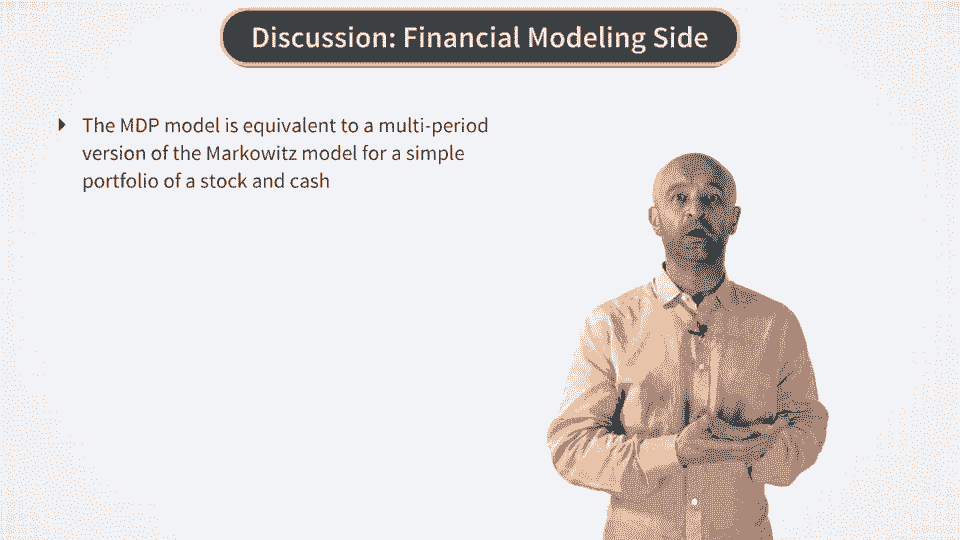 Discussion: Financial Modeling Side
The MDP model is equivalent to a multi-period
version of the Markowitz model for a simple
portfolio of a stock and cash